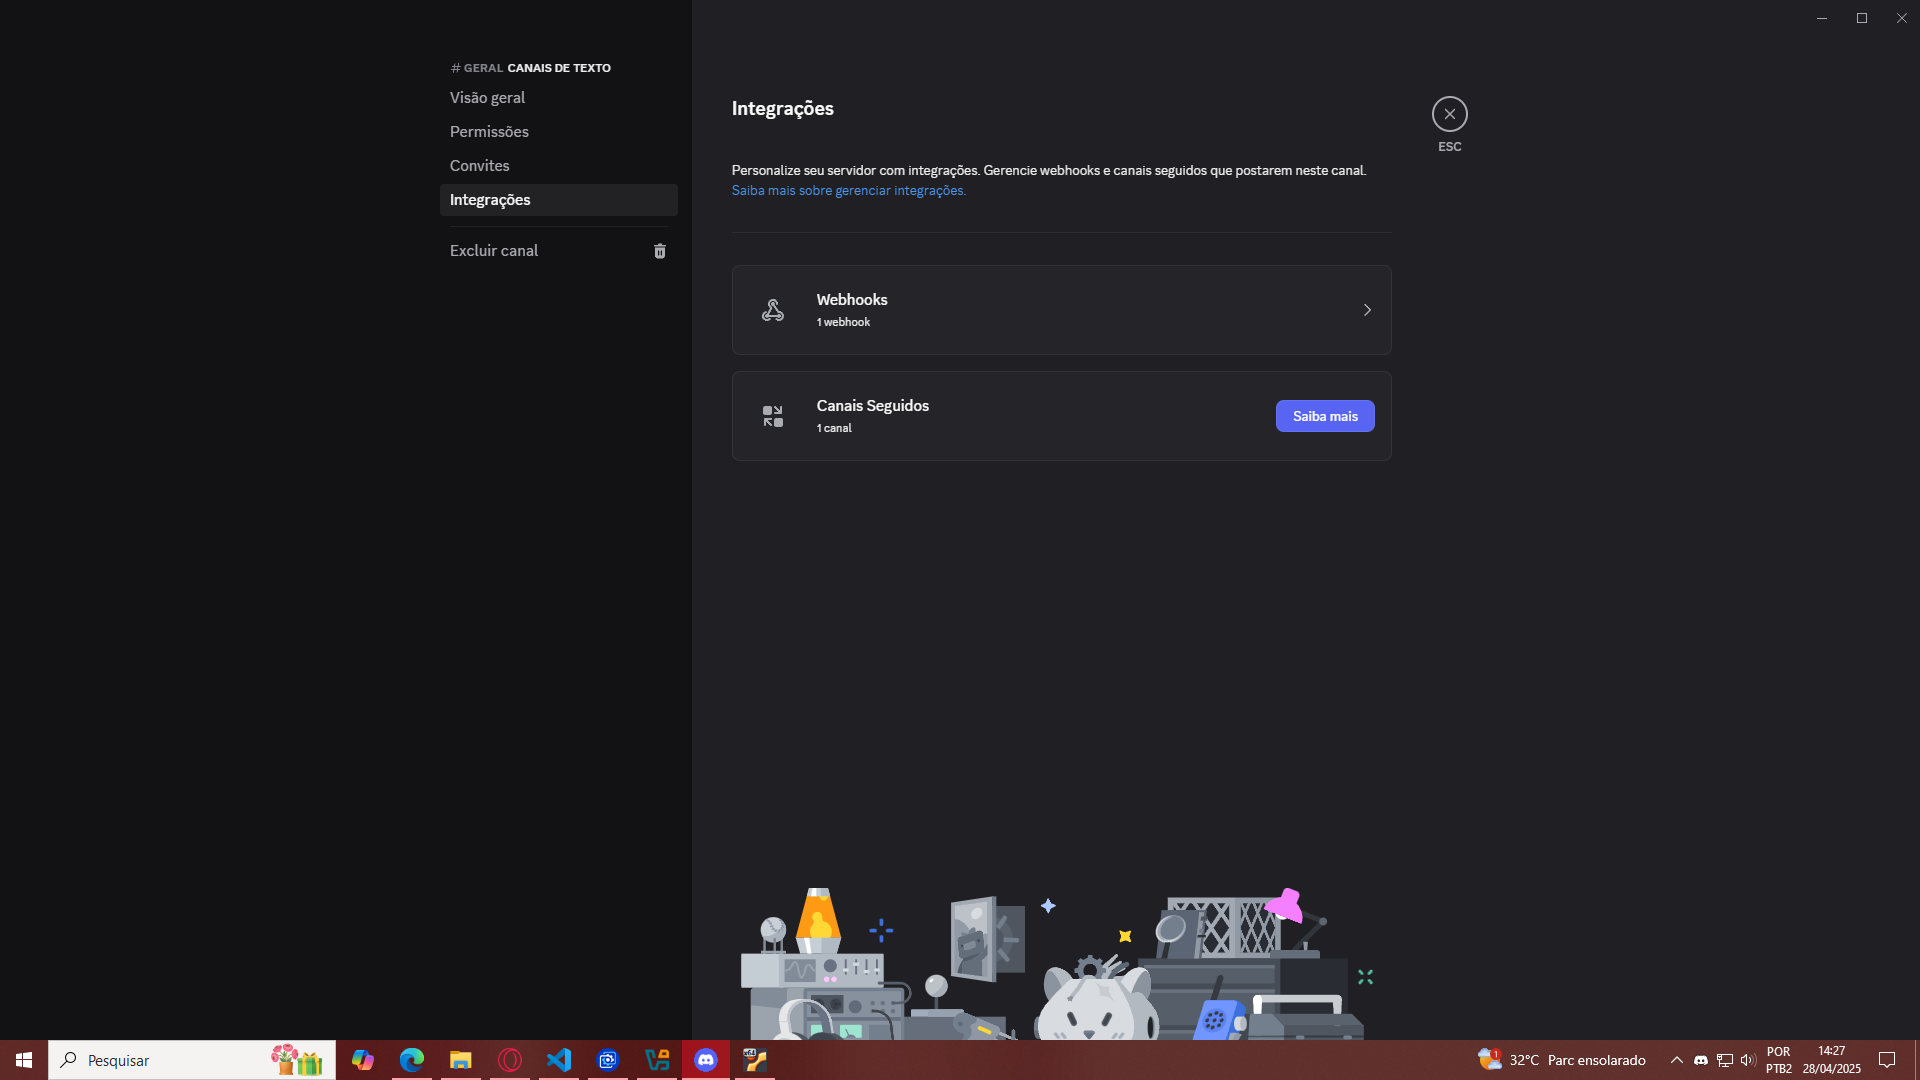 # GERAL CANAIS DE TEXTO
Visão geral
Permissões
Convites
Integrações
Excluir canal
Integrações
ESC
Personalize seu servidor com integrações. Gerencie webhooks e canais seguidos que postarem neste canal.
Saiba mais sobre gerenciar integrações.
Webhooks
1 webhook
Canais Seguidos
1 canal
Saiba mais
Pesquisar
x64
1
32°C Parc ensolarado
POR
PTB2
14:27
28/04/2025